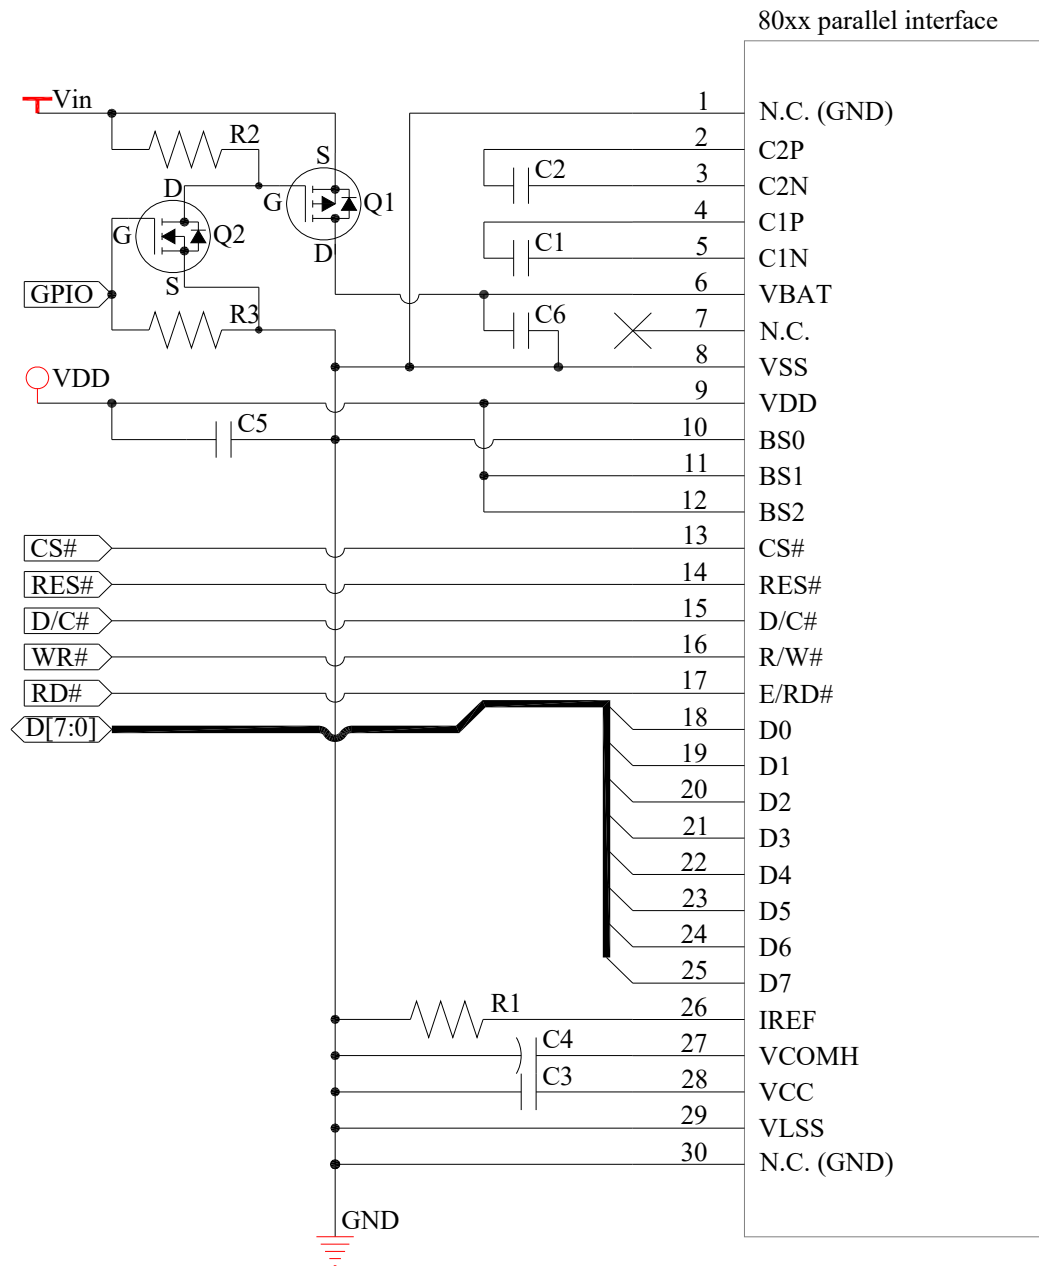 80xx parallel interface
Vin
R2
S
D
G
Q1
G
Q2
D
S
GPIO
R3
VDD
C5
CS#
RES#
D/C#
WR#
RD#
D[7:0]
C2
C1
C6
R1
C4
C3
GND
1 N.C. (GND)
2 C2P
3 C2N
4 C1P
5 C1N
6 VBAT
7 N.C.
8 VSS
9 VDD
10 BS0
11 BS1
12 BS2
13 CS#
14 RES#
15 D/C#
16 R/W#
17 E/RD#
18 D0
19 D1
20 D2
21 D3
22 D4
23 D5
24 D6
25 D7
26 IREF
27 VCOMH
28 VCC
29 VLSS
30 N.C. (GND)